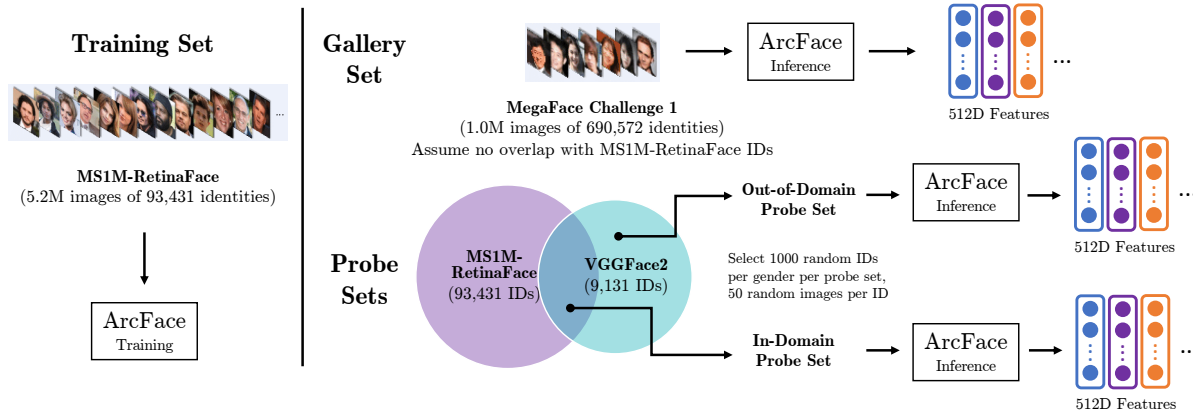 Training Set
...
MS1M-RetinaFace
(5.2M images of 93,431 identities)
ArcFace
Training
Gallery
Set
MegaFace Challenge 1
(1.0M images of 690,572 identities)
Assume no overlap with MS1M-RetinaFace IDs
ArcFace
Inference
...
512D Features
Probe
Sets
MS1M-
RetinaFace
(93,431 IDs)
VGGFace2
(9,131 IDs)
Out-of-Domain
Probe Set
ArcFace
Inference
...
512D Features
Select 1000 random IDs
per gender per probe set,
50 random images per ID
In-Domain
Probe Set
ArcFace
Inference
...
512D Features